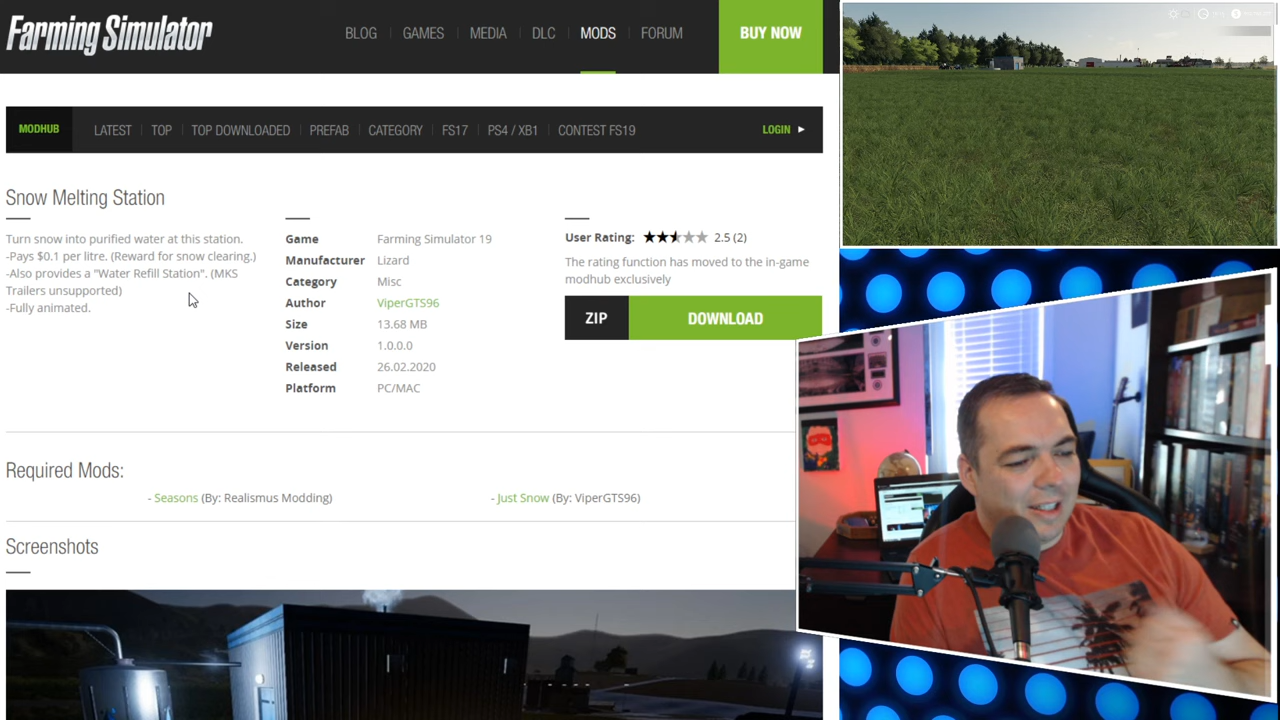 Farming Simulator
BLOG GAMES MEDIA DLC MODS FORUM BUY NOW
MODHUB LATEST TOP TOP DOWNLOADED PREFAB CATEGORY FS17 PS4 / XB1 CONTEST FS19 LOGIN
Snow Melting Station
Turn snow into purified water at this station.
-Pays $0.1 per litre. (Reward for snow clearing.)
-Also provides a "Water Refill Station". (MKS
Trailers unsupported)
-Fully animated.
Game Farming Simulator 19
Manufacturer Lizard
Category Misc
Author ViperGTS96
Size 13.68 MB
Version 1.0.0.0
Released 26.02.2020
Platform PC/MAC
User Rating: 2.5 (2)
The rating function has moved to the in-game
modhub exclusively
ZIP DOWNLOAD
Required Mods:
- Seasons (By: Realismus Modding) - Just Snow (By: ViperGTS96)
Screenshots